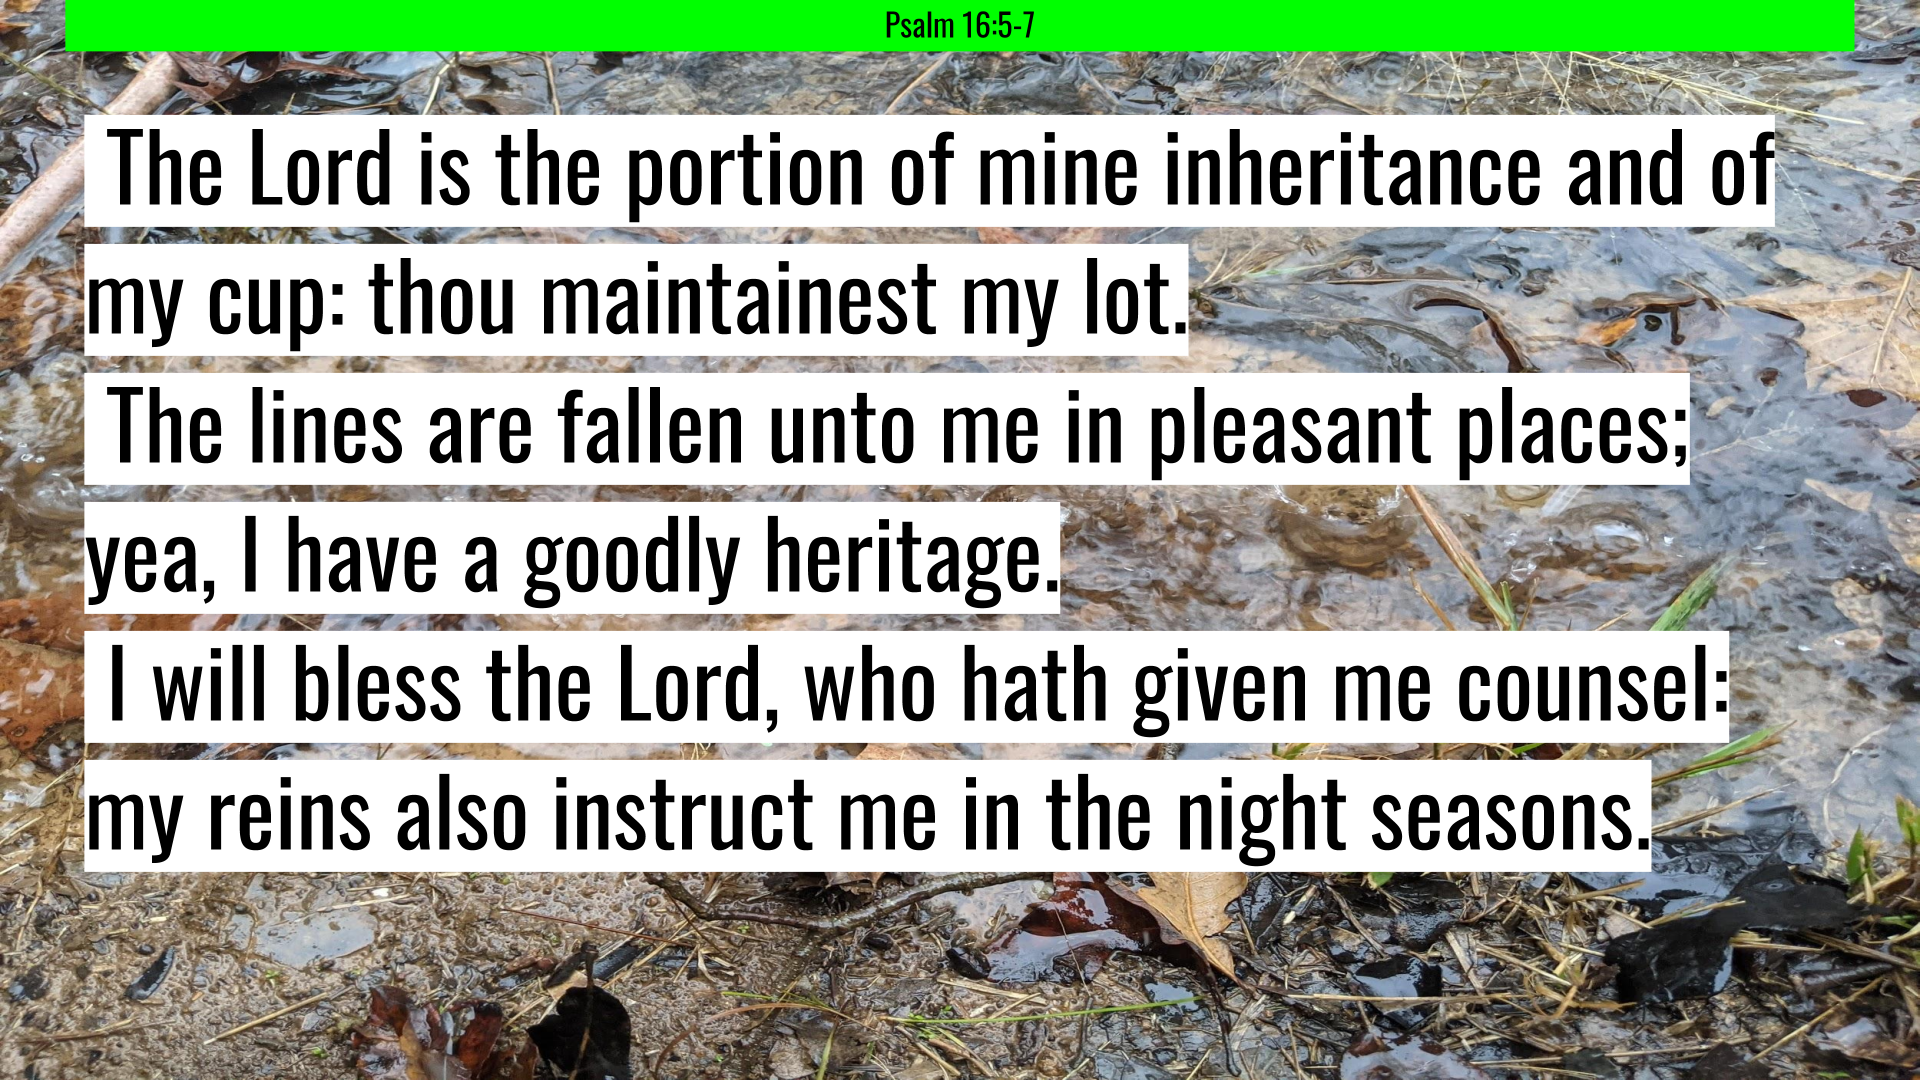 Psalm 16:5-7
The Lord is the portion of mine inheritance and of
my cup: thou maintainest my lot.
The lines are fallen unto me in pleasant places;
yea, I have a goodly heritage.
I will bless the Lord, who hath given me counsel:
my reins also instruct me in the night seasons.